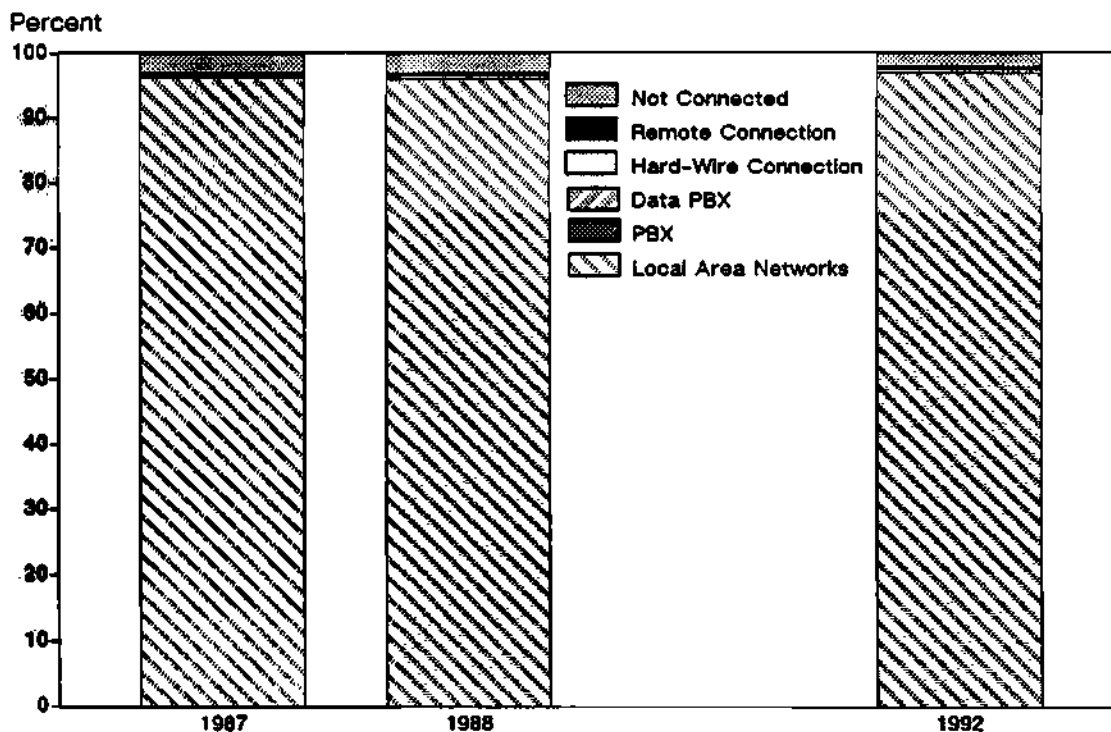 Percent
100
90
80
70
60
50
40
30
20
10
0
Not Connected
Remote Connection
Hard-Wire Connection
Data PBX
PBX
Local Area Networks
1987
1988
1992